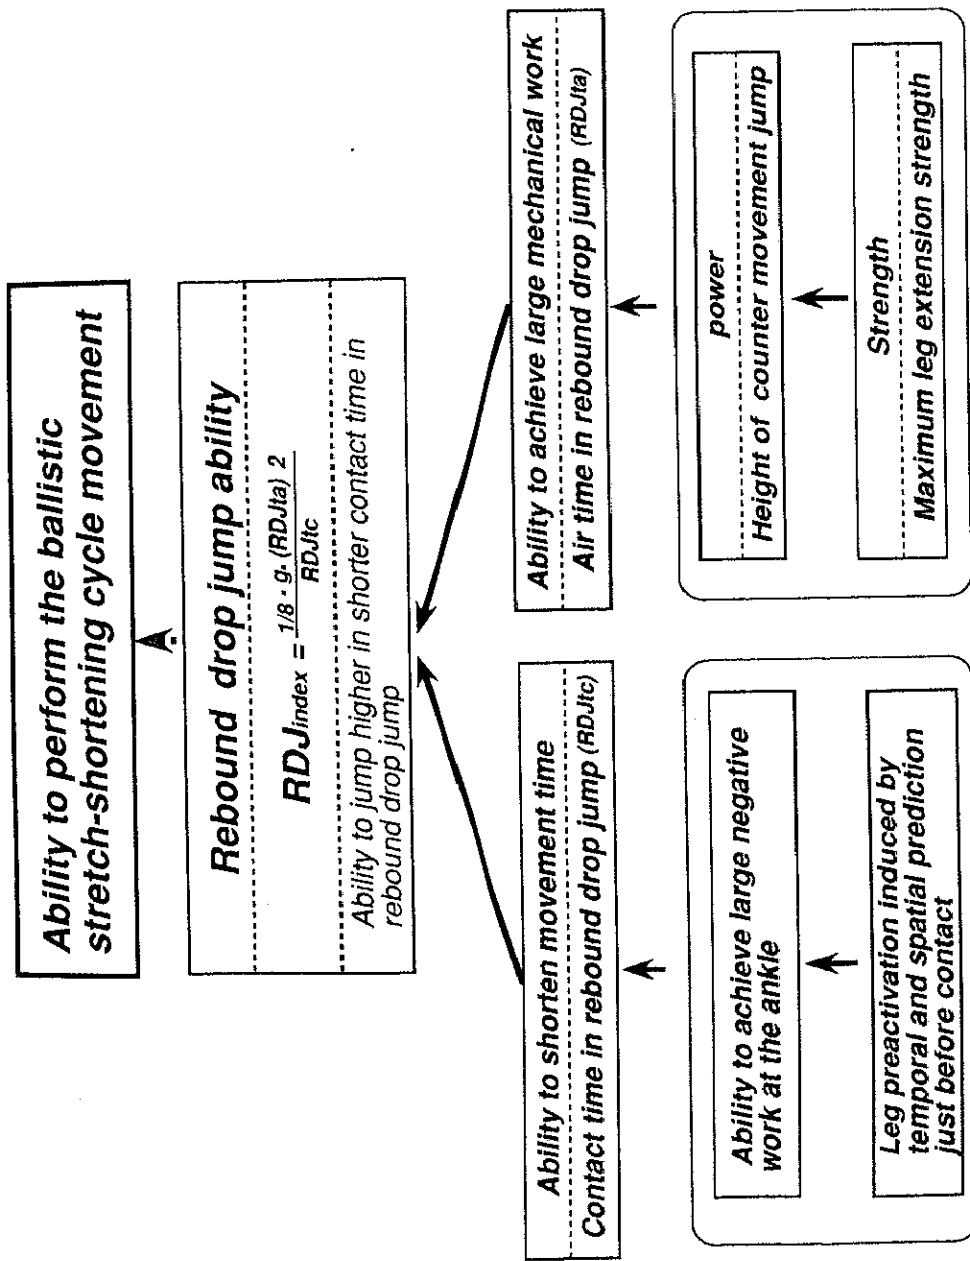 Ability to perform the ballistic
stretch-shortening cycle movement
Rebound drop jump ability
RDJindex = 1/8 · g · (RDJta) 2
RDJtc
Ability to jump higher in shorter contact time in
rebound drop jump
Ability to shorten movement time
Contact time in rebound drop jump (RDJtc)
Ability to achieve large negative
work at the ankle
Leg preactivation induced by
temporal and spatial prediction
just before contact
Ability to achieve large mechanical work
Air time in rebound drop jump (RDJta)
power
Height of counter movement jump
Strength
Maximum leg extension strength